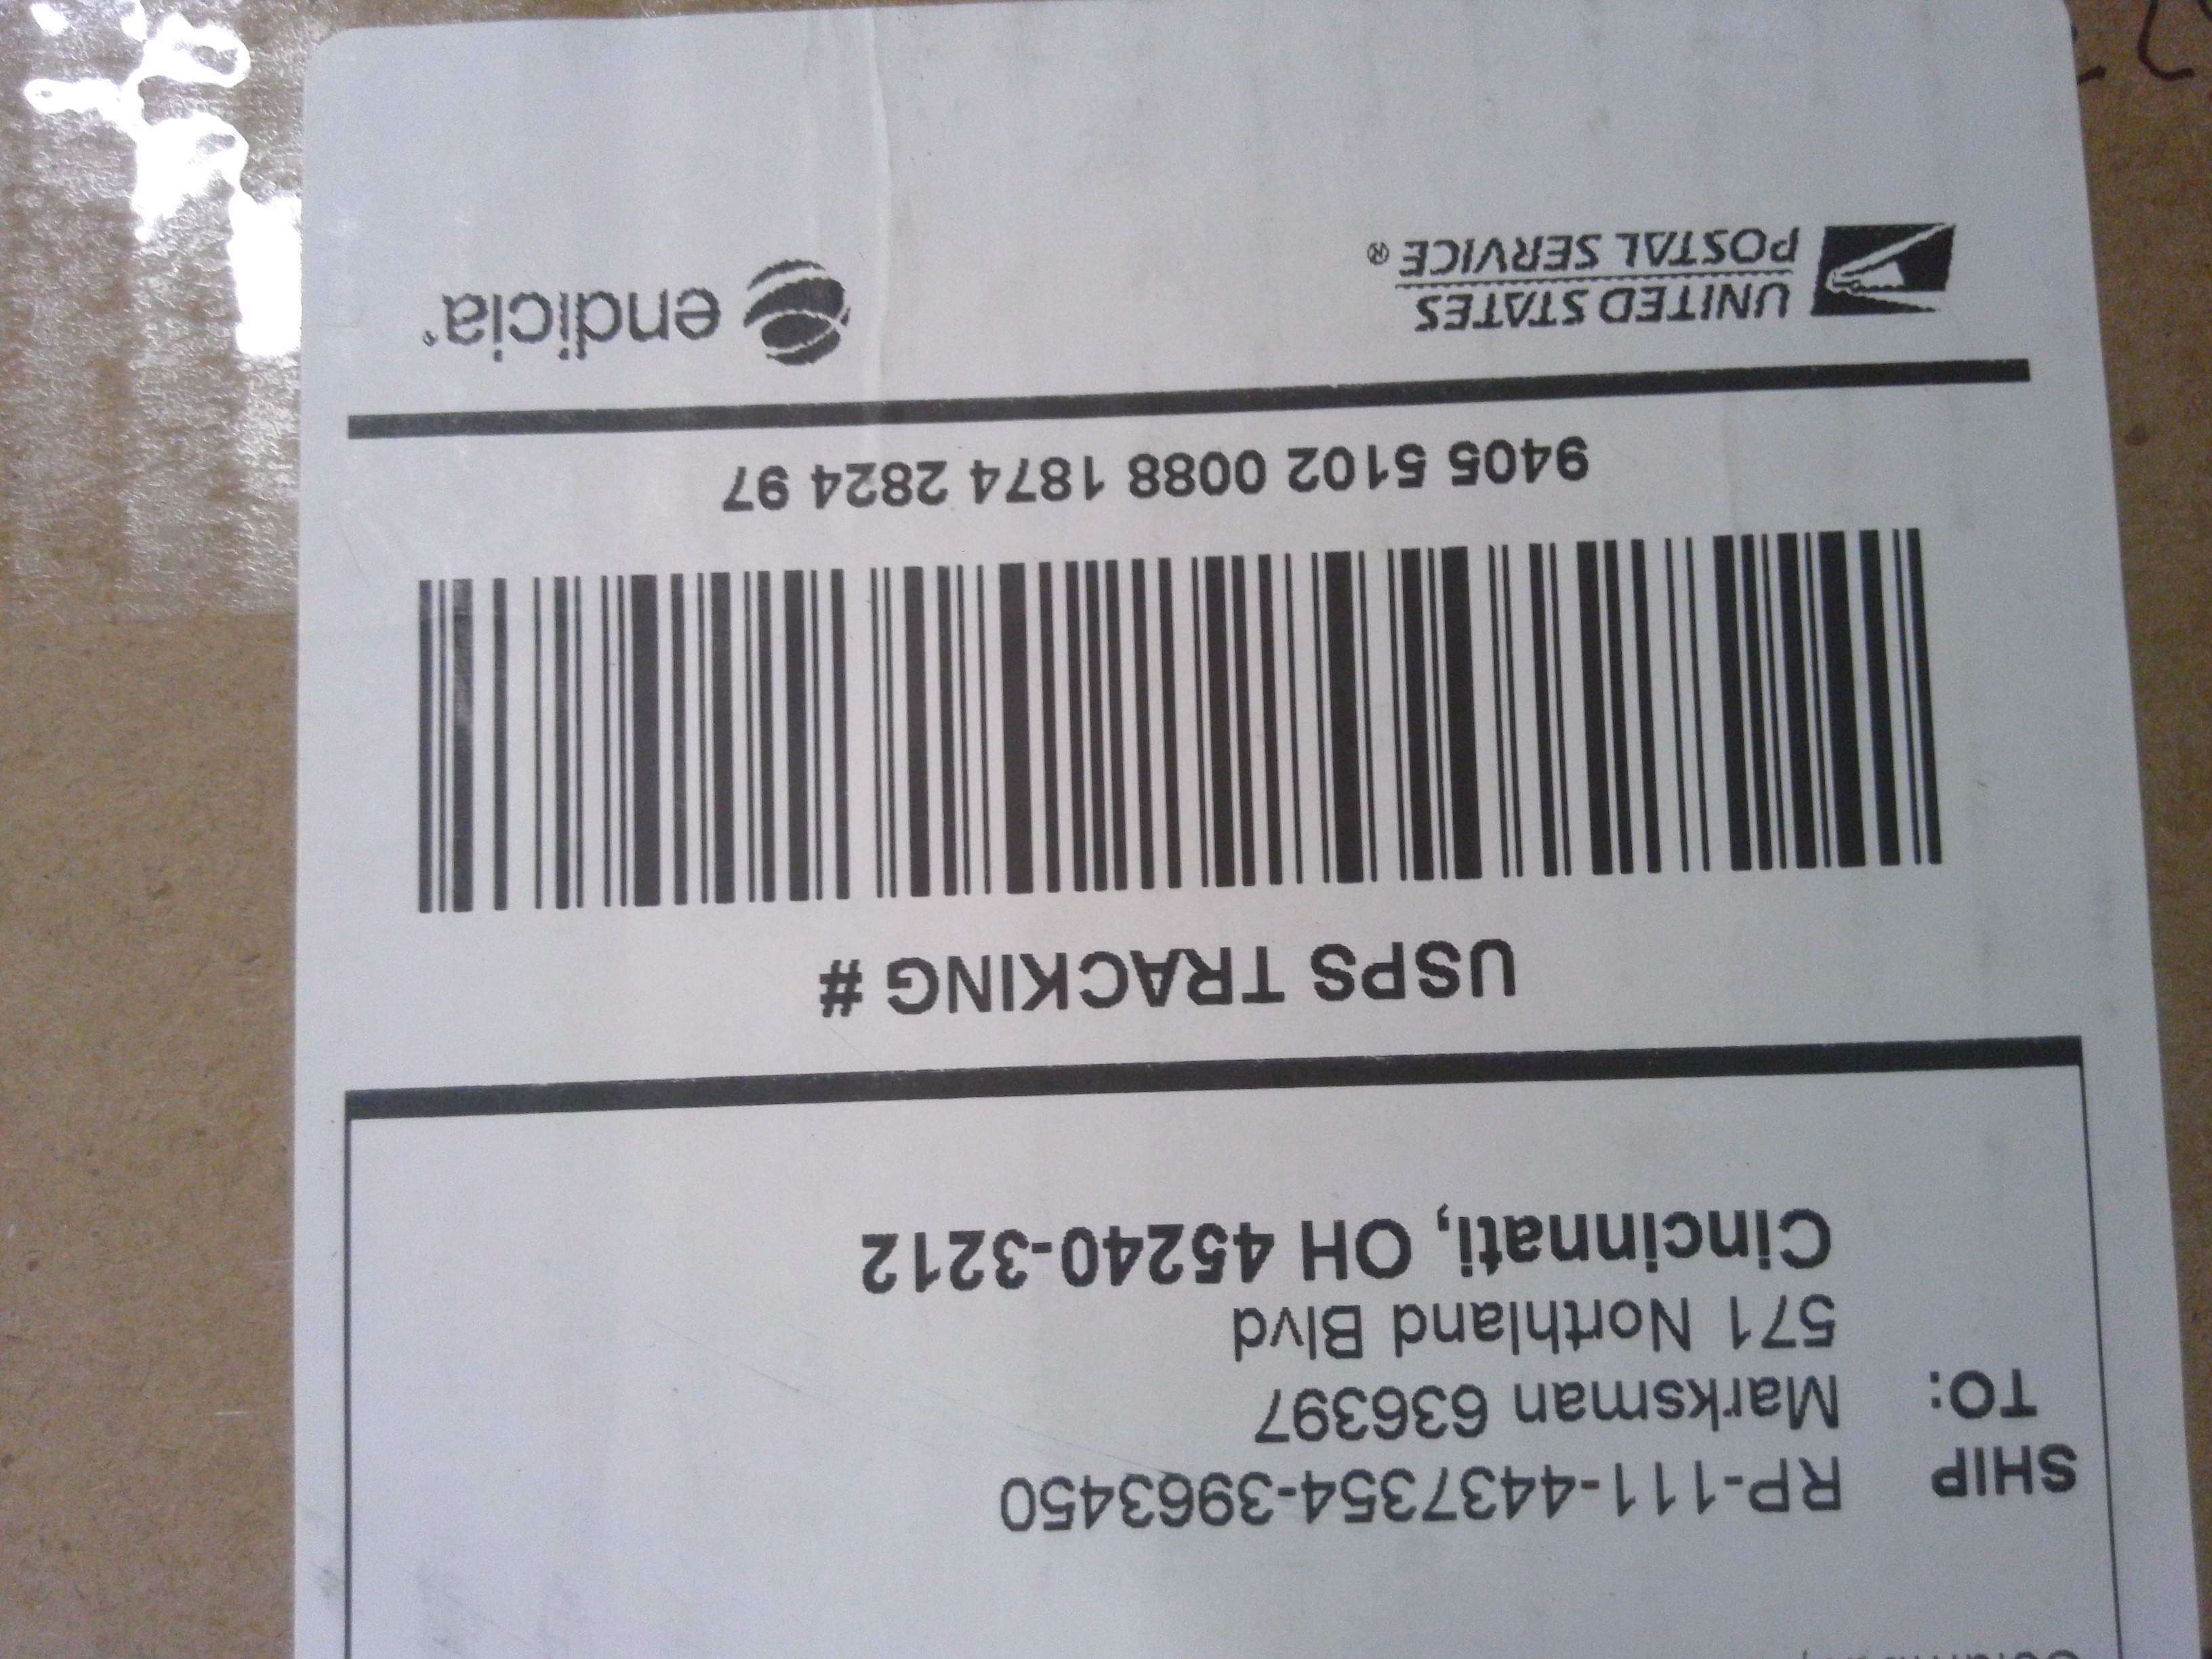 SHIP
TO:
RP-111-4437354-3963450
Marksman 636397
571 Northland Blvd
Cincinnati, OH 45240-3212
USPS TRACKING #
9405 5102 0088 1874 2824 97
UNITED STATES
POSTAL SERVICE ®
endicia